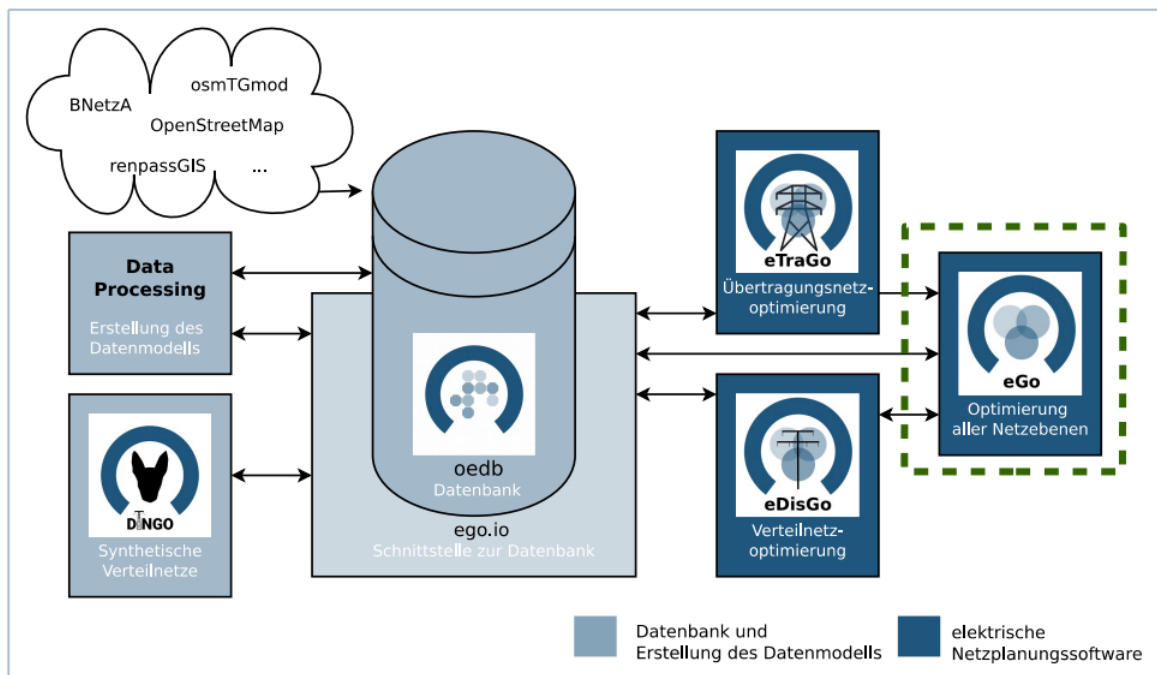 osmTGmod
BNetzA
OpenStreetMap
renpassGIS
...
Data
Processing
Erstellung des
Datenmodells
DINGO
Synthetische
Verteilnetze
oedb
Datenbank
ego.io
Schnittstelle zur Datenbank
eTraGo
Übertragungsnetz-
optimierung
eDisGo
Verteilnetz-
optimierung
eGo
Optimierung
aller Netzebenen
Datenbank und
Erstellung des Datenmodells
elektrische
Netzplanungssoftware